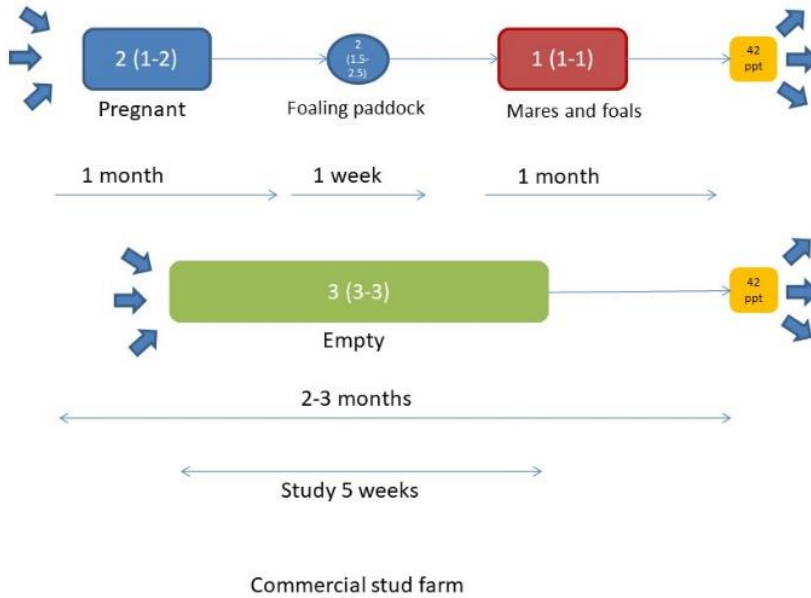 2 (1-2)
2
(1.5-
2.5)
1 (1-1)
42
ppt
Pregnant
Foaling paddock
Mares and foals
1 month
1 week
1 month
3 (3-3)
42
ppt
Empty
2-3 months
Study 5 weeks
Commercial stud farm